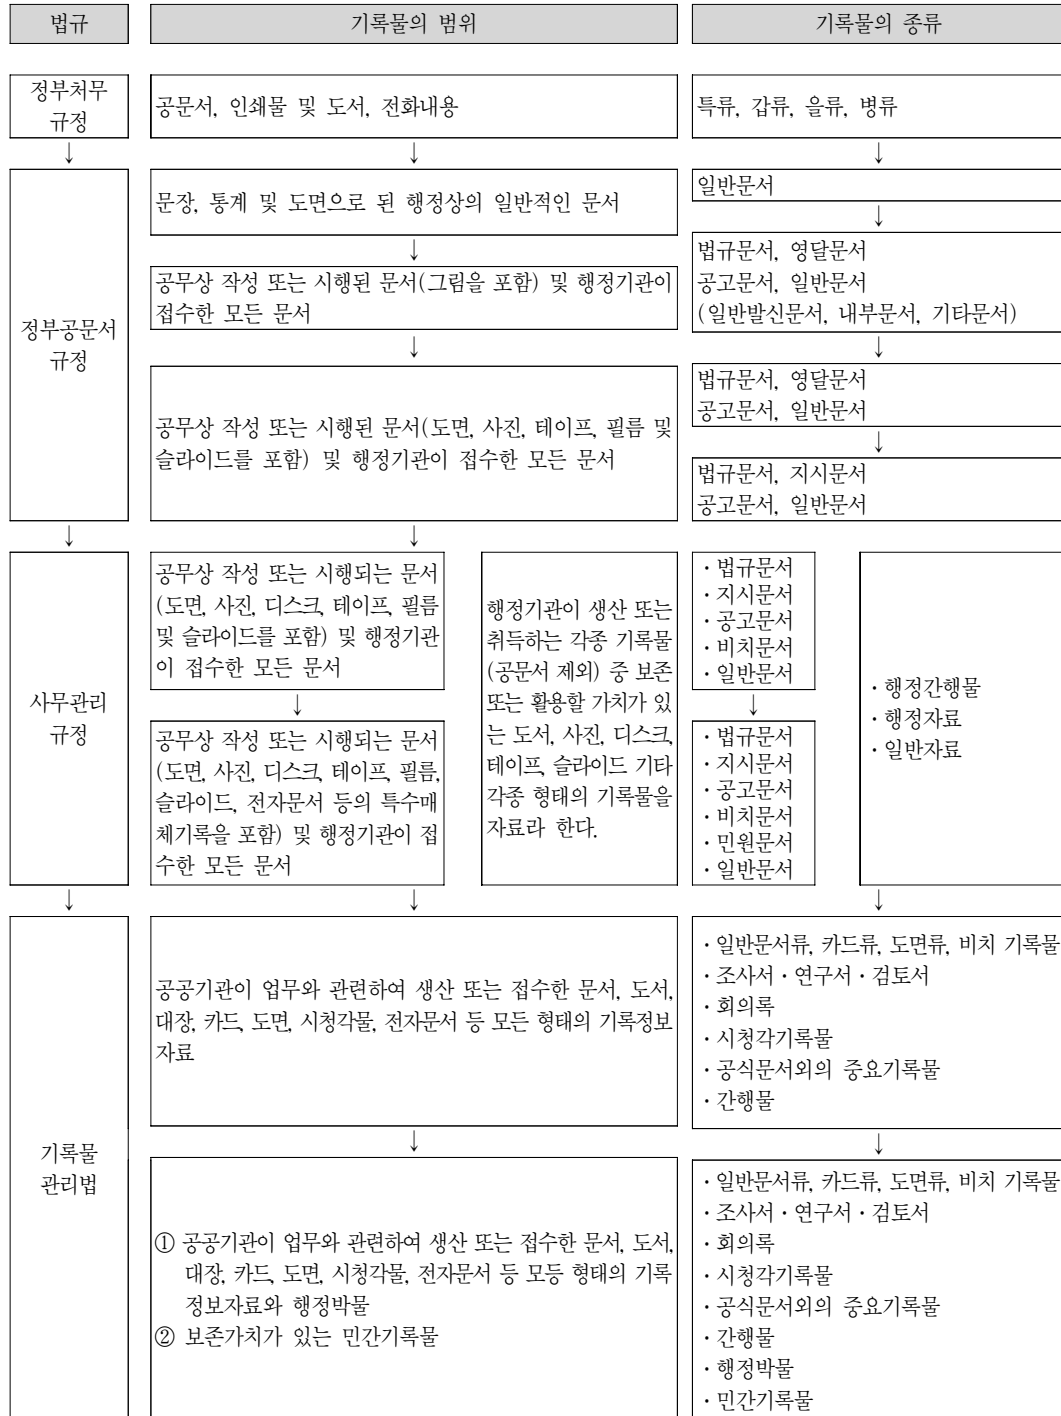 법규
기록물의 범위
기록물의 종류
정부처무
규정
공문서, 인쇄물 및 도서, 전화내용
특류, 갑류, 을류, 병류
↓
↓
↓
정부공문서
규정
문장, 통계 및 도면으로 된 행정상의 일반적인 문서
↓
공무상 작성 또는 시행된 문서(그림을 포함) 및 행정기관이
접수한 모든 문서
↓
공무상 작성 또는 시행된 문서(도면, 사진, 테이프, 필름 및
슬라이드를 포함) 및 행정기관이 접수한 모든 문서
일반문서
↓
법규문서, 영달문서
공고문서, 일반문서
(일반발신문서, 내부문서, 기타문서)
↓
법규문서, 영달문서
공고문서, 일반문서
↓
법규문서, 지시문서
공고문서, 일반문서
↓
↓
사무관리
규정
공무상 작성 또는 시행되는 문서
(도면, 사진, 디스크, 테이프, 필름
및 슬라이드를 포함) 및 행정기관
이 접수한 모든 문서
↓
공무상 작성 또는 시행되는 문서
(도면, 사진, 디스크, 테이프, 필름,
슬라이드, 전자문서 등의 특수매
체기록을 포함) 및 행정기관이 접
수한 모든 문서
행정기관이 생산 또는
취득하는 각종 기록물
(공문서 제외) 중 보존
또는 활용할 가치가 있
는 도서, 사진, 디스크,
테이프, 슬라이드 기타
각종 형태의 기록물을
자료라 한다.
· 법규문서
· 지시문서
· 공고문서
· 비치문서
· 일반문서
↓
· 법규문서
· 지시문서
· 공고문서
· 비치문서
· 민원문서
· 일반문서
· 행정간행물
· 행정자료
· 일반자료
↓
↓
↓
기록물
관리법
공공기관이 업무와 관련하여 생산 또는 접수한 문서, 도서,
대장, 카드, 도면, 시청각물, 전자문서 등 모든 형태의 기록정보
자료
↓
① 공공기관이 업무와 관련하여 생산 또는 접수한 문서, 도서,
대장, 카드, 도면, 시청각물, 전자문서 등 모등 형태의 기록
정보자료와 행정박물
② 보존가치가 있는 민간기록물
· 일반문서류, 카드류, 도면류, 비치 기록물
· 조사서 · 연구서 · 검토서
· 회의록
· 시청각기록물
· 공식문서외의 중요기록물
· 간행물
↓
· 일반문서류, 카드류, 도면류, 비치 기록물
· 조사서 · 연구서 · 검토서
· 회의록
· 시청각기록물
· 공식문서외의 중요기록물
· 간행물
· 행정박물
· 민간기록물